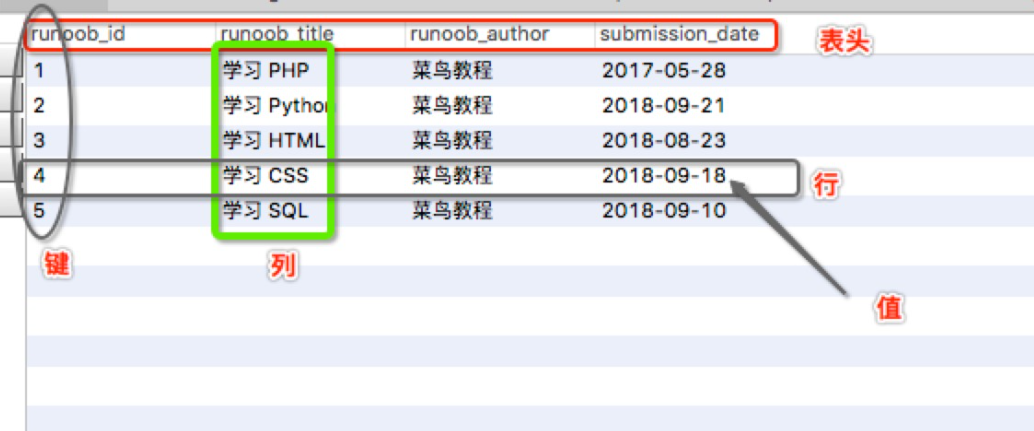 runoob_id runoob_title runoob_author submission_date 表头
1 学习 PHP 菜鸟教程 2017-05-28
2 学习 Python 菜鸟教程 2018-09-21
3 学习 HTML 菜鸟教程 2018-08-23
4 学习 CSS 菜鸟教程 2018-09-18 行
5 学习 SQL 菜鸟教程 2018-09-10
键 列
值